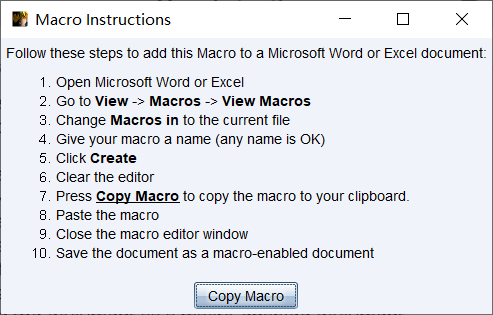 Macro Instructions
Follow these steps to add this Macro to a Microsoft Word or Excel document:
1. Open Microsoft Word or Excel
2. Go to View -> Macros -> View Macros
3. Change Macros in to the current file
4. Give your macro a name (any name is OK)
5. Click Create
6. Clear the editor
7. Press Copy Macro to copy the macro to your clipboard.
8. Paste the macro
9. Close the macro editor window
10. Save the document as a macro-enabled document
Copy Macro